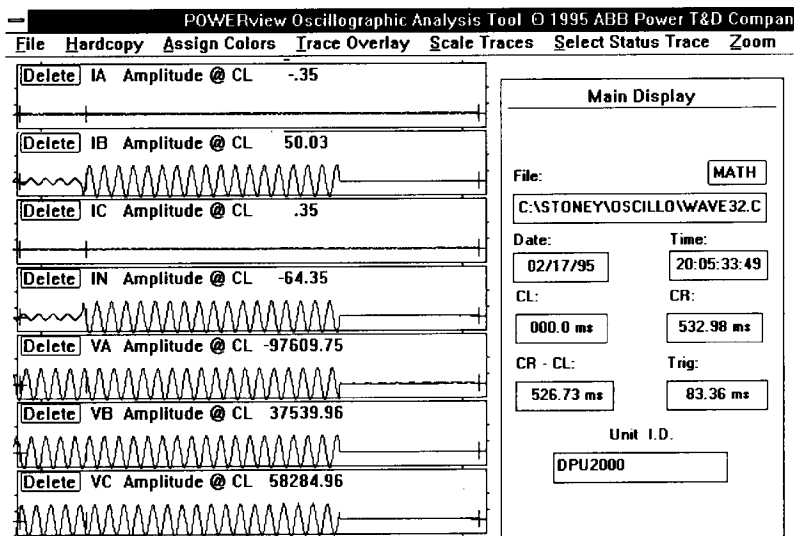 POWERview Oscillographic Analysis Tool © 1995 ABB Power T&D Compan
File Hardcopy Assign Colors Trace Overlay Scale Traces Select Status Trace Zoom
Delete IA Amplitude @ CL -.35
Delete IB Amplitude @ CL 50.03
Delete IC Amplitude @ CL .35
Delete IN Amplitude @ CL -64.35
Delete VA Amplitude @ CL -97609.75
Delete VB Amplitude @ CL 37539.96
Delete VC Amplitude @ CL 58284.96
Main Display
File: MATH
C:\STONEY\OSCILLO\WAVE32.C
Date: Time:
02/17/95 20:05:33:49
CL: CR:
000.0 ms 532.98 ms
CR - CL: Trig:
526.73 ms 83.36 ms
Unit I.D.
DPU2000